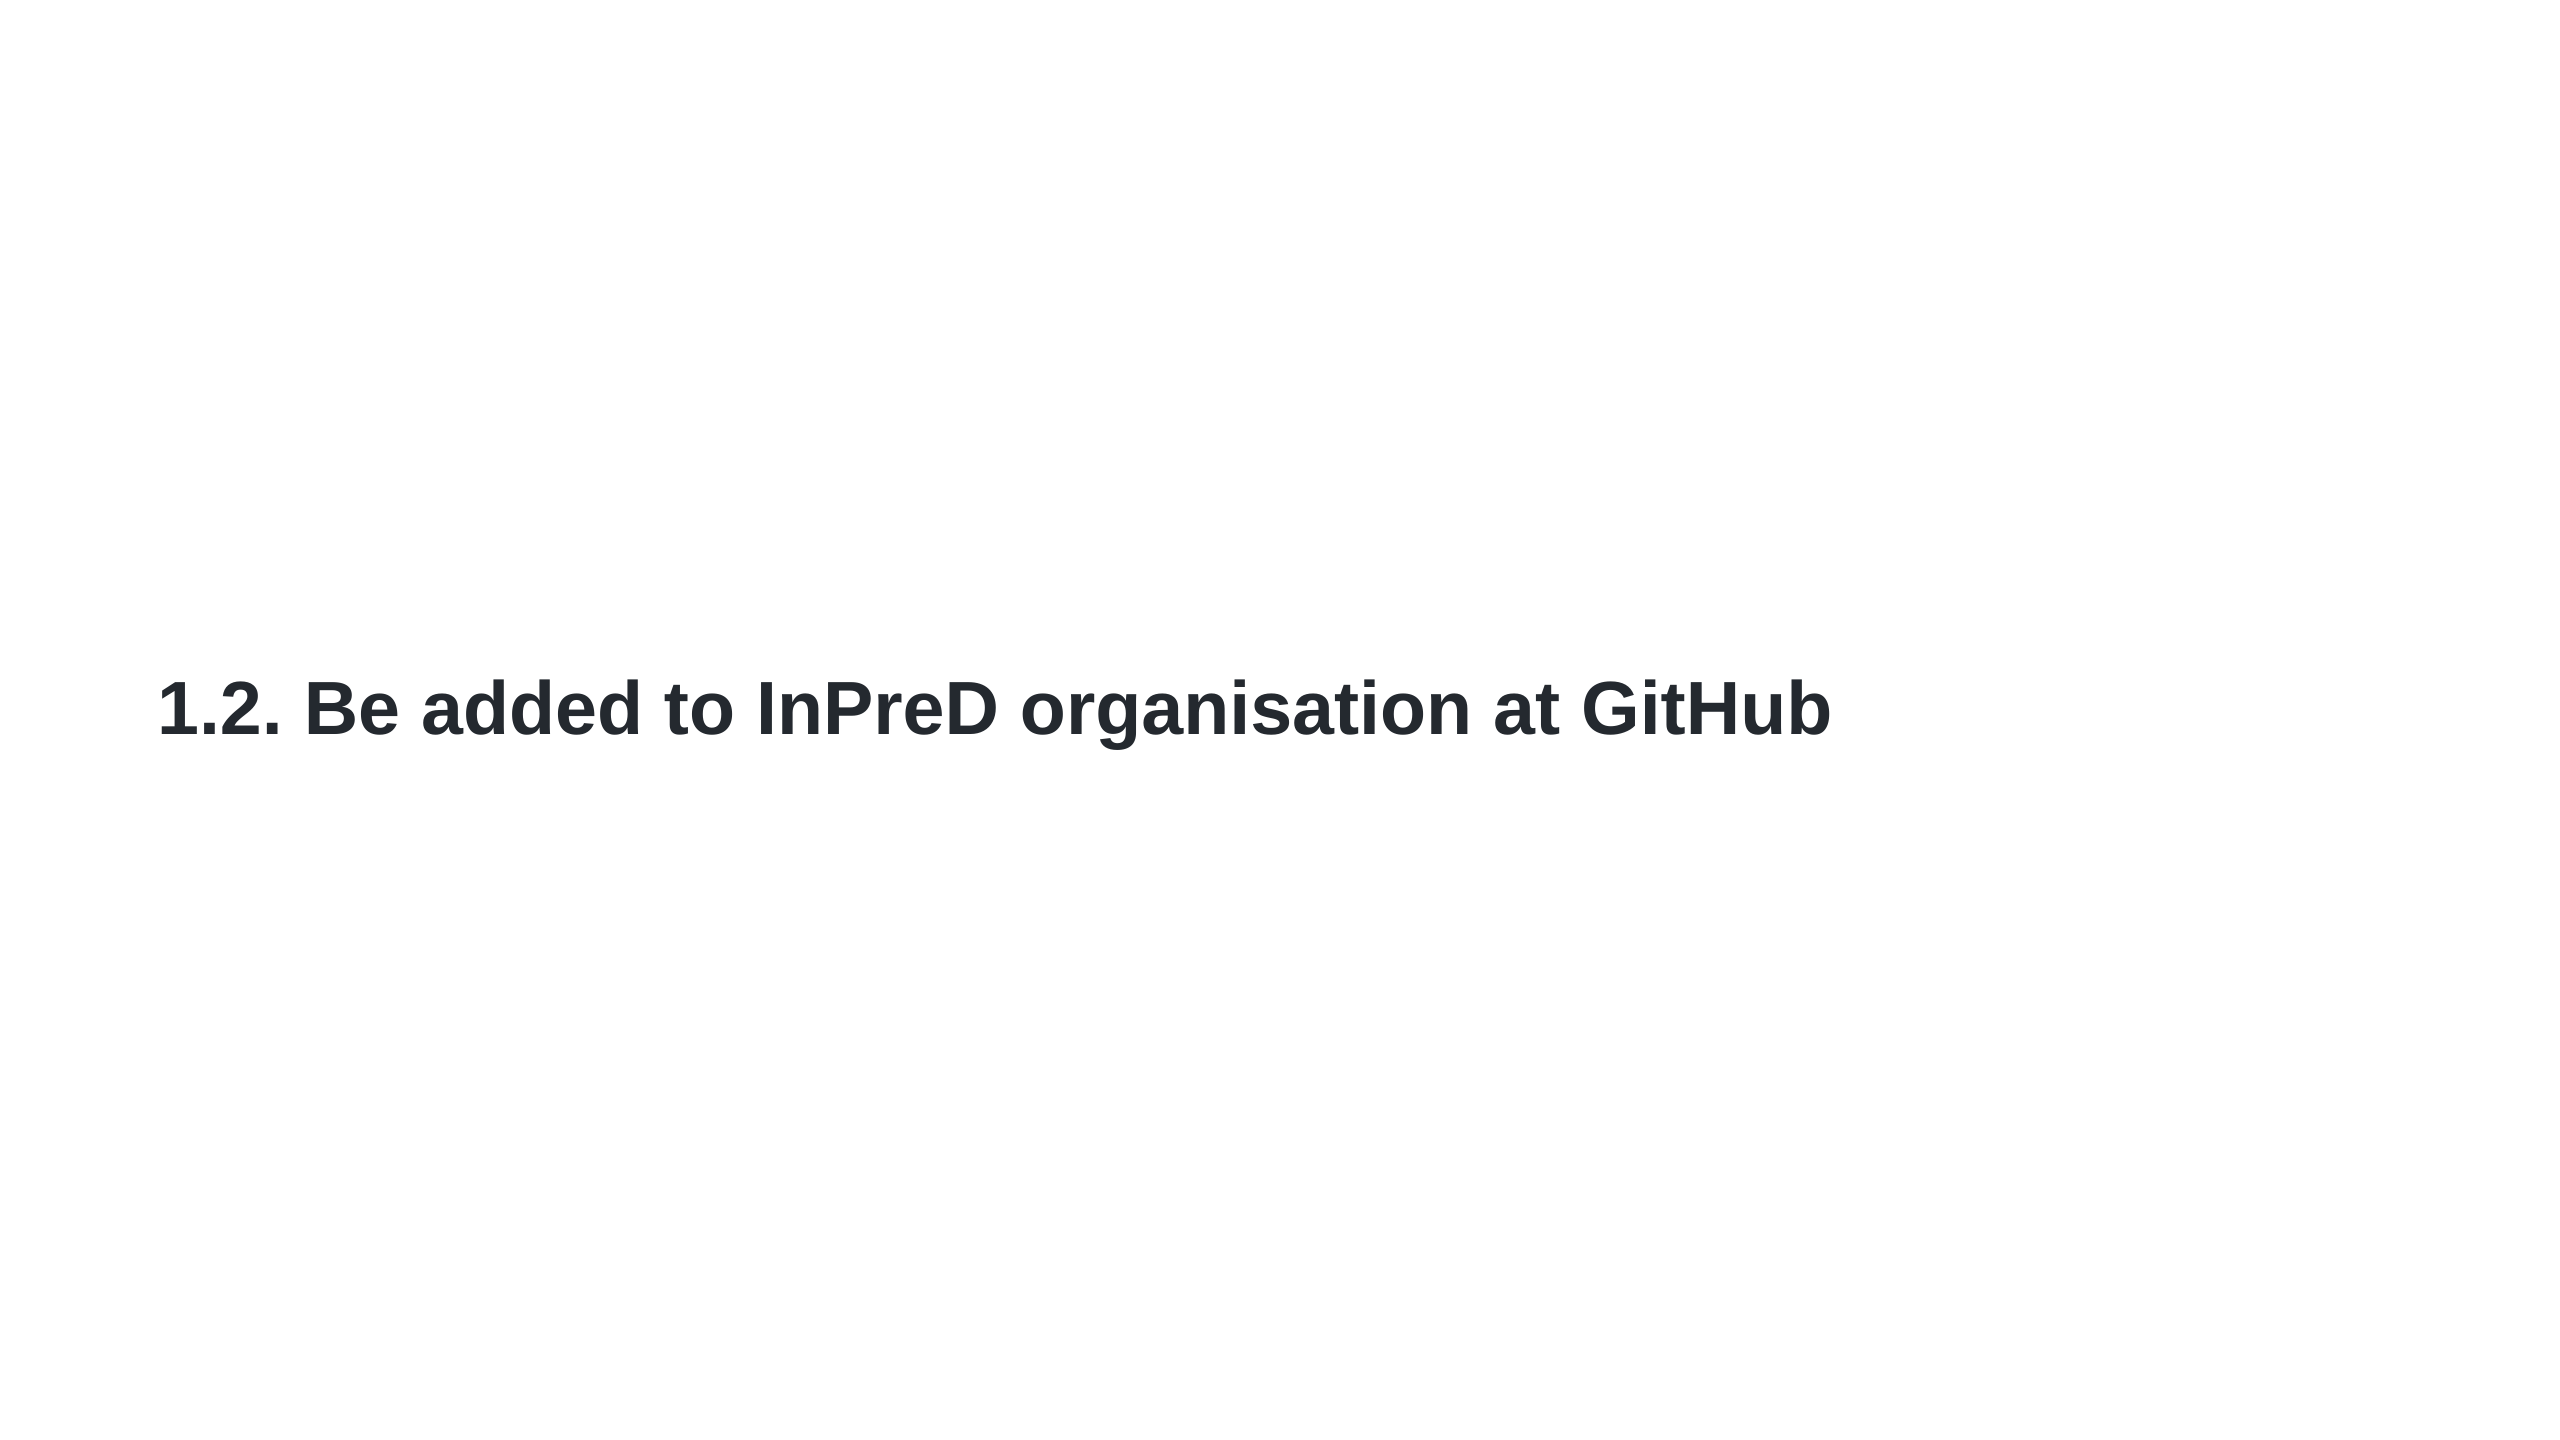 1.2. Be added to InPreD organisation at GitHub